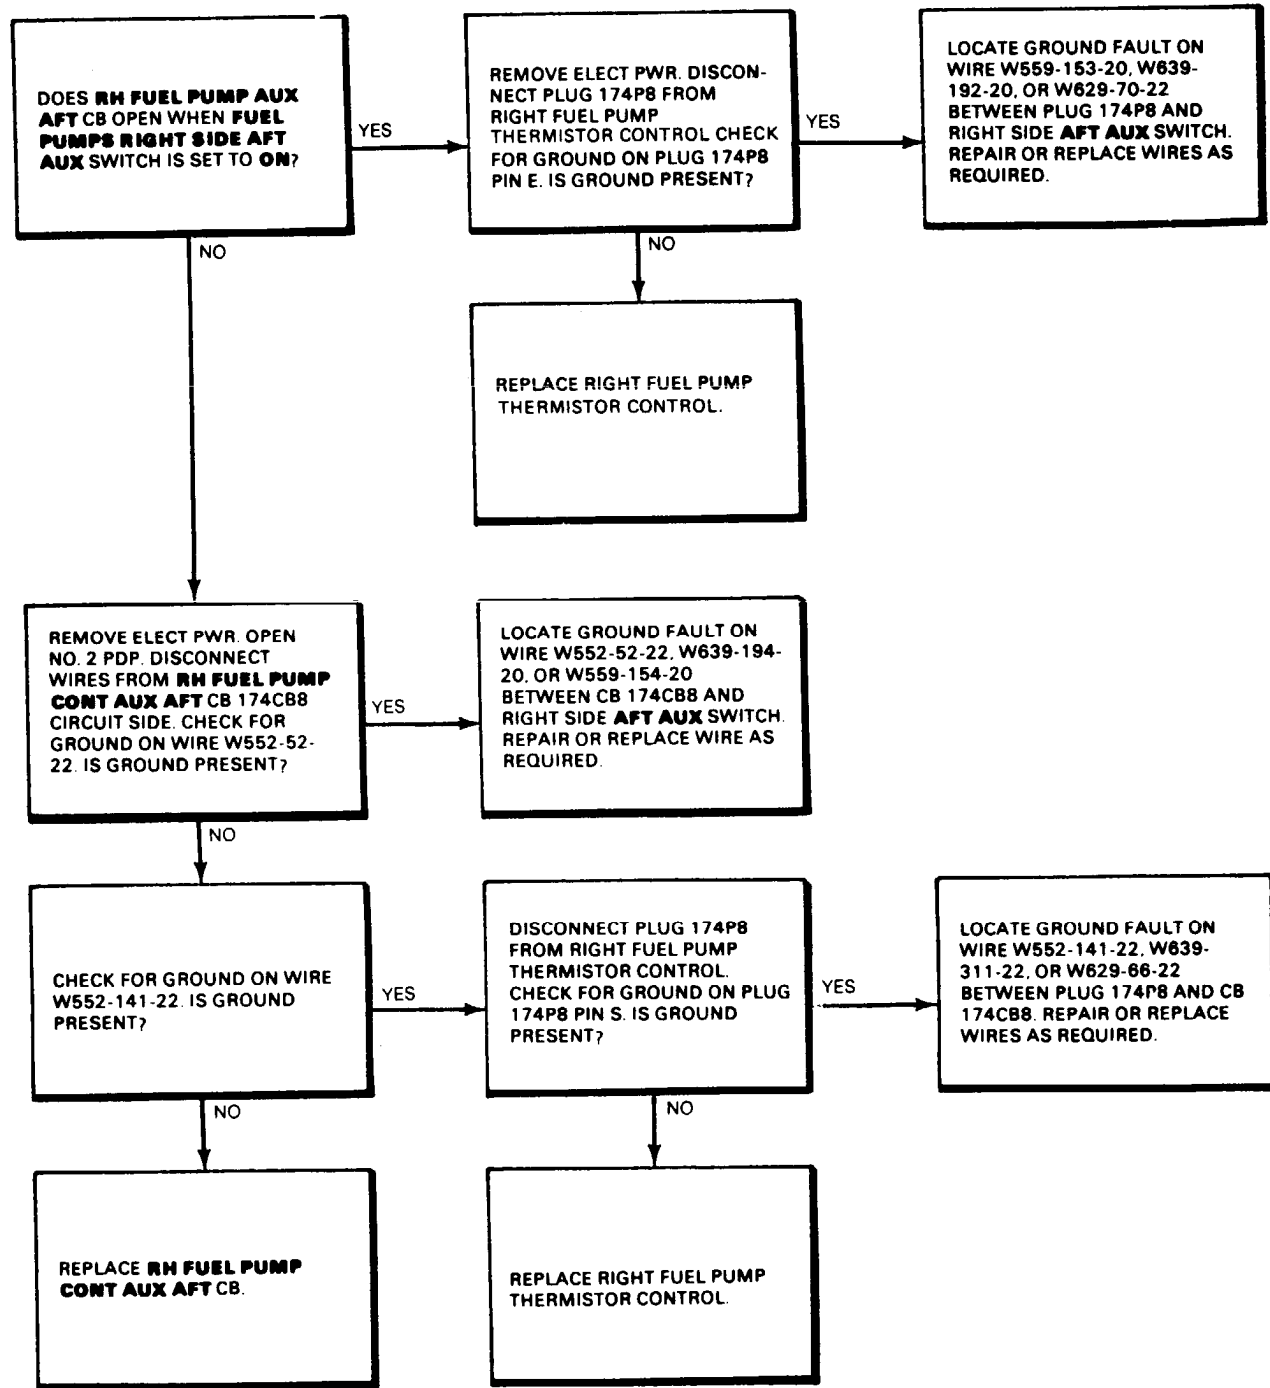 DOES RH FUEL PUMP AUX
AFT CB OPEN WHEN FUEL
PUMPS RIGHT SIDE AFT
AUX SWITCH IS SET TO ON?
YES
REMOVE ELECT PWR. DISCON-
NECT PLUG 174P8 FROM
RIGHT FUEL PUMP
THERMISTOR CONTROL CHECK
FOR GROUND ON PLUG 174P8
PIN E. IS GROUND PRESENT?
YES
LOCATE GROUND FAULT ON
WIRE W559-153-20, W639-
192-20, OR W629-70-22
BETWEEN PLUG 174P8 AND
RIGHT SIDE AFT AUX SWITCH.
REPAIR OR REPLACE WIRES AS
REQUIRED.
NO
NO
REPLACE RIGHT FUEL PUMP
THERMISTOR CONTROL.
REMOVE ELECT PWR. OPEN
NO. 2 PDP. DISCONNECT
WIRES FROM RH FUEL PUMP
CONT AUX AFT CB 174CB8
CIRCUIT SIDE. CHECK FOR
GROUND ON WIRE W552-52-
22. IS GROUND PRESENT?
YES
LOCATE GROUND FAULT ON
WIRE W552-52-22, W639-194-
20, OR W559-154-20
BETWEEN CB 174CB8 AND
RIGHT SIDE AFT AUX SWITCH.
REPAIR OR REPLACE WIRE AS
REQUIRED.
NO
CHECK FOR GROUND ON WIRE
W552-141-22. IS GROUND
PRESENT?
YES
DISCONNECT PLUG 174P8
FROM RIGHT FUEL PUMP
THERMISTOR CONTROL.
CHECK FOR GROUND ON PLUG
174P8 PIN S. IS GROUND
PRESENT?
YES
LOCATE GROUND FAULT ON
WIRE W552-141-22, W639-
311-22, OR W629-66-22
BETWEEN PLUG 174P8 AND CB
174CB8. REPAIR OR REPLACE
WIRES AS REQUIRED.
NO
NO
REPLACE RH FUEL PUMP
CONT AUX AFT CB.
REPLACE RIGHT FUEL PUMP
THERMISTOR CONTROL.